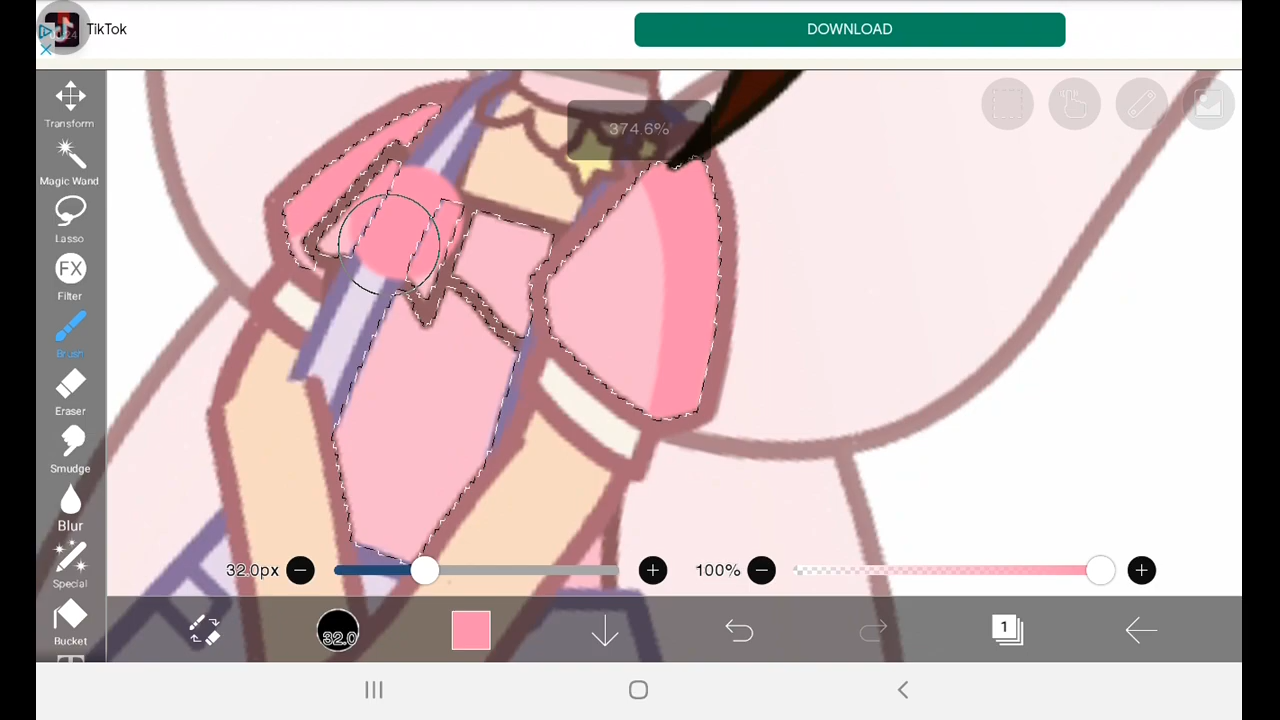 TikTok
DOWNLOAD
374.6%
Transform
Magic Wand
Lasso
FX
Filter
Brush
Eraser
Smudge
Blur
Special
Bucket
32.0px
100%
32.0
1